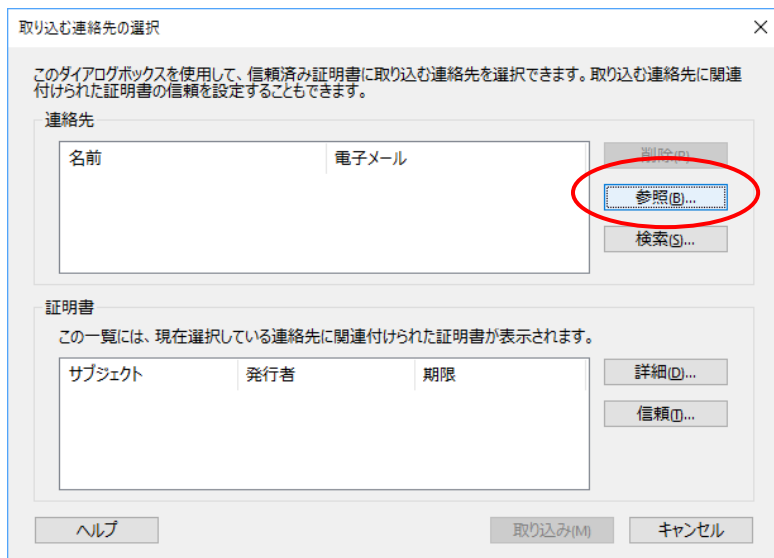 取り込む連絡先の選択
このダイアログボックスを使用して、信頼済み証明書に取り込む連絡先を選択できます。取り込む連絡先に関連
付けられた証明書の信頼を設定することもできます。
連絡先
名前 電子メール
削除(R)
参照(B)...
検索(S)...
証明書
この一覧には、現在選択している連絡先に関連付けられた証明書が表示されます。
サブジェクト 発行者 期限
詳細(D)...
信頼(T)...
ヘルプ 取り込み(M) キャンセル